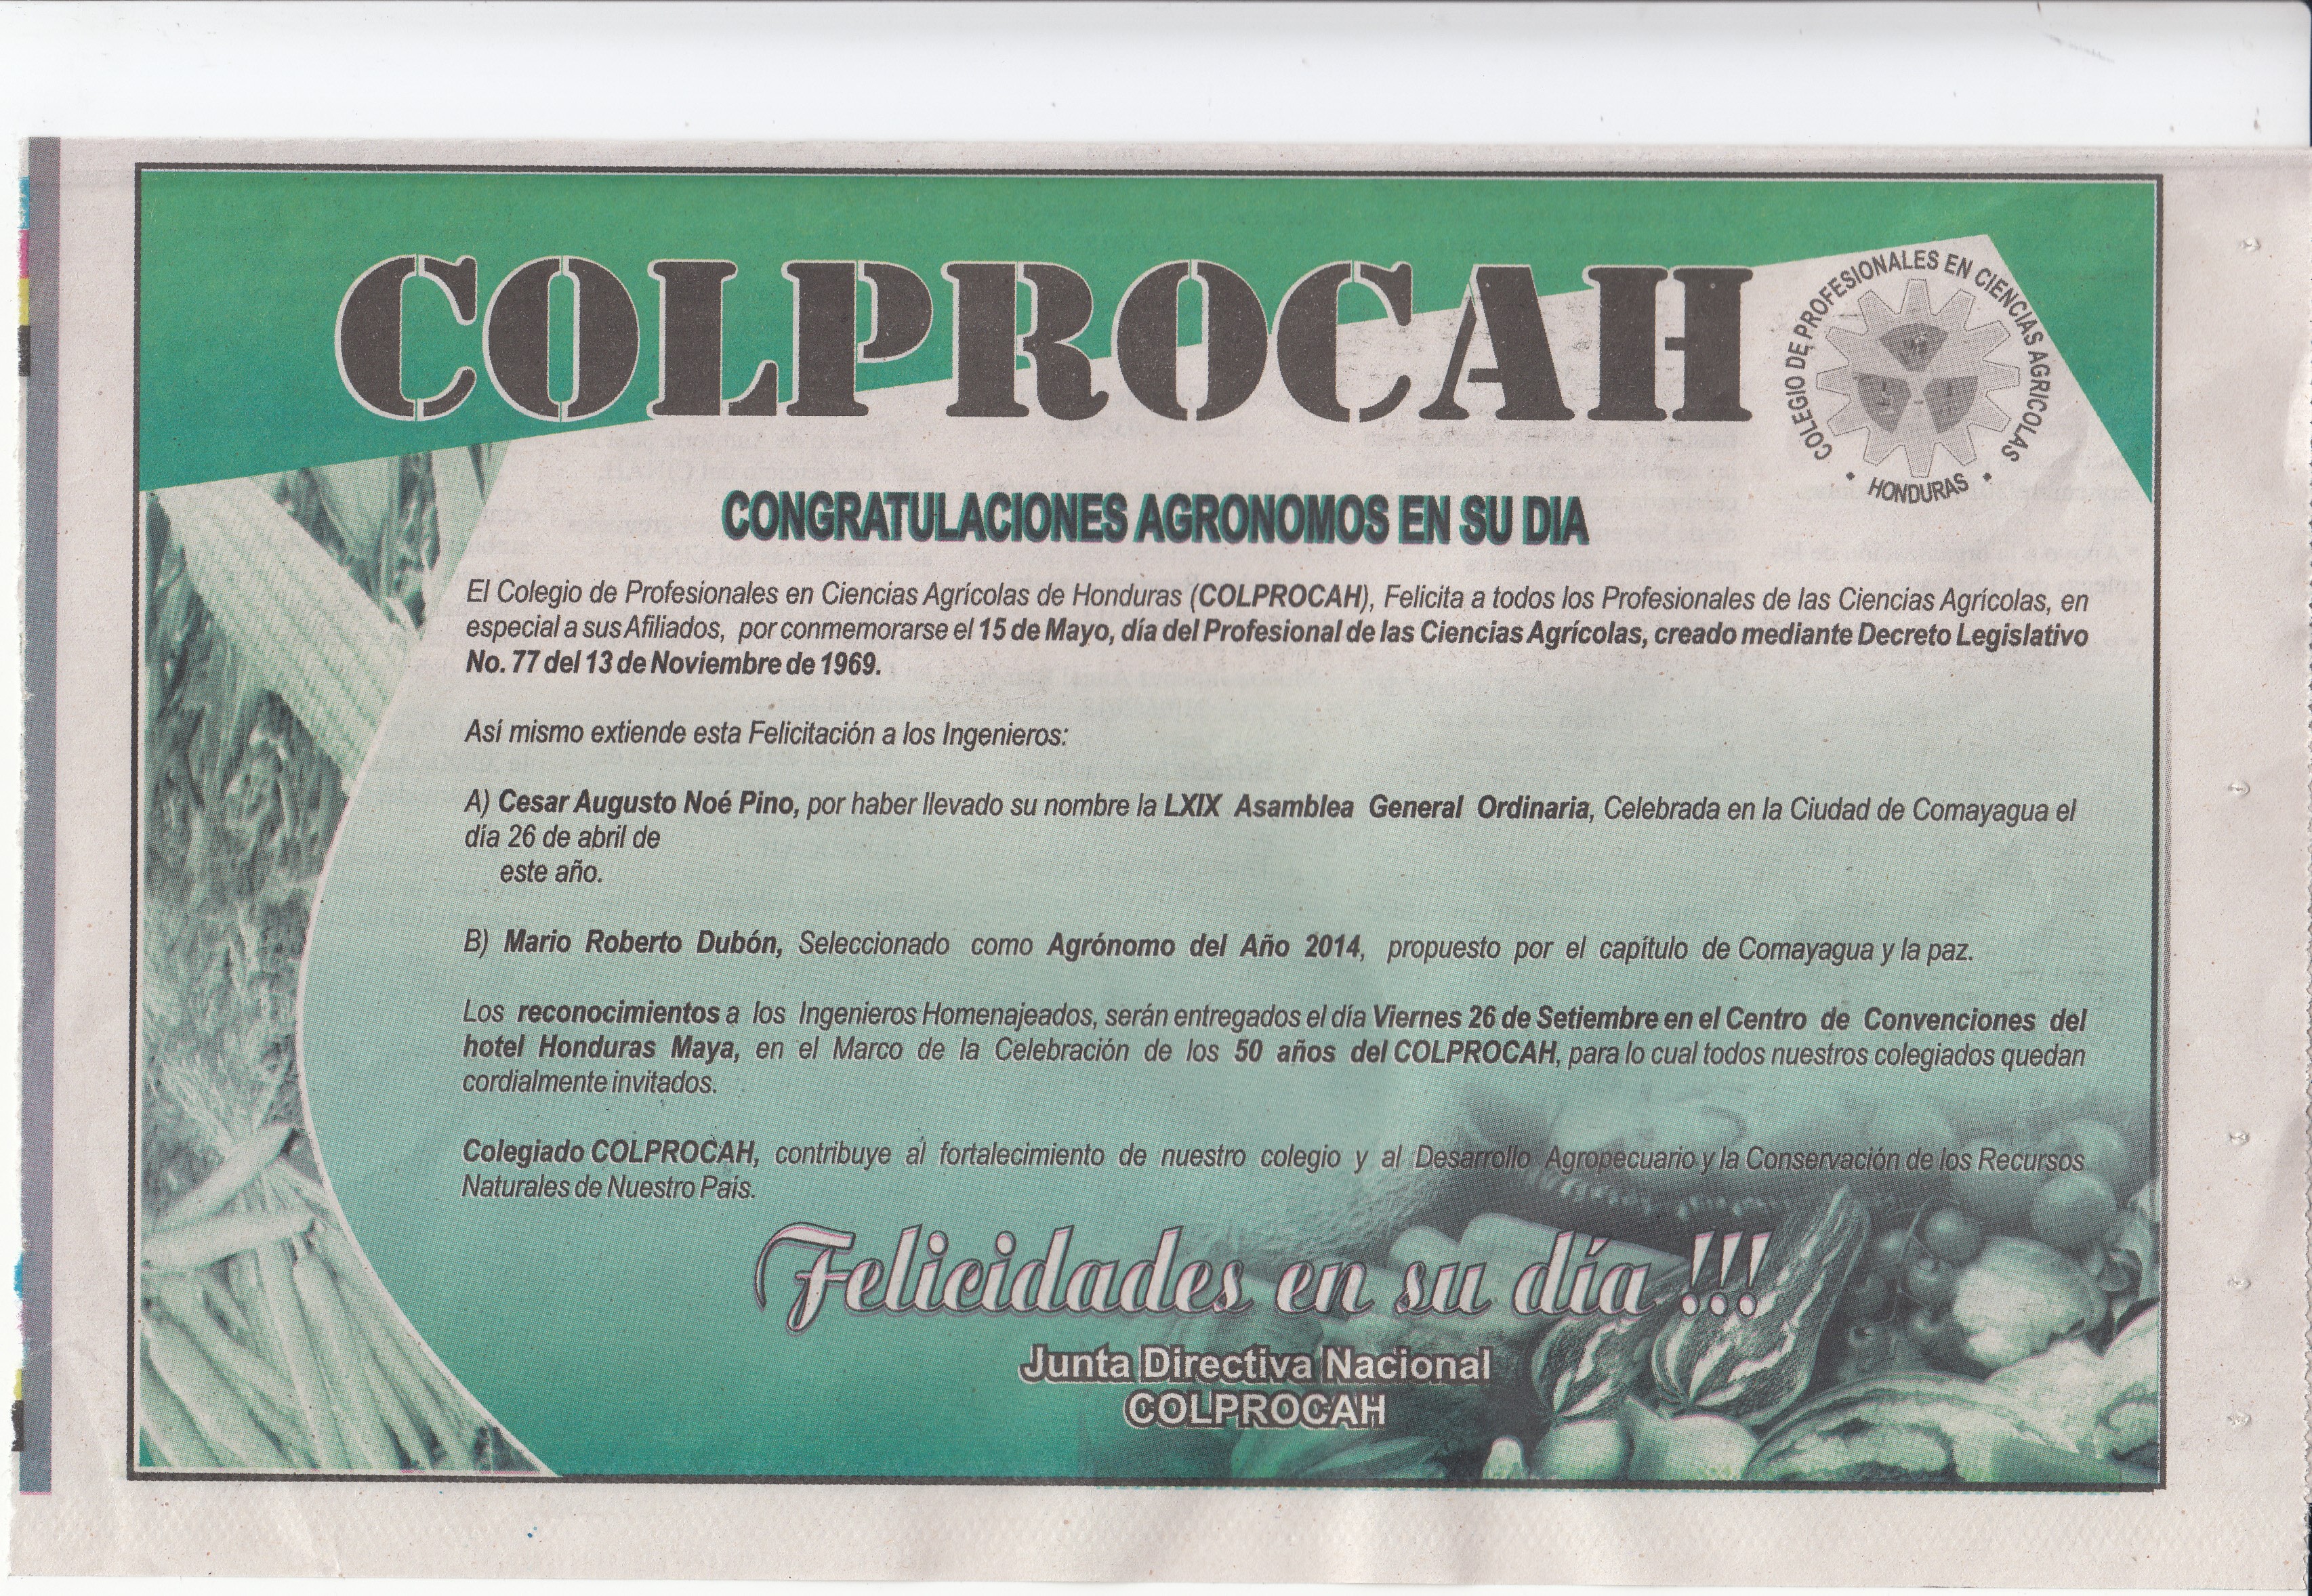 COLPROCAH
COLEGIO DE PROFESIONALES EN CIENCIAS AGRICOLAS
• HONDURAS •
CONGRATULACIONES AGRONOMOS EN SU DIA
El Colegio de Profesionales en Ciencias Agrícolas de Honduras (COLPROCAH), Felicita a todos los Profesionales de las Ciencias Agrícolas, en
especial a sus Afiliados, por conmemorarse el 15 de Mayo, día del Profesional de las Ciencias Agrícolas, creado mediante Decreto Legislativo
No. 77 del 13 de Noviembre de 1969.
Así mismo extiende esta Felicitación a los Ingenieros:
A) Cesar Augusto Noé Pino, por haber llevado su nombre la LXIX Asamblea General Ordinaria, Celebrada en la Ciudad de Comayagua el
día 26 de abril de
este año.
B) Mario Roberto Dubón, Seleccionado como Agrónomo del Año 2014, propuesto por el capítulo de Comayagua y la paz.
Los reconocimientos a los Ingenieros Homenajeados, serán entregados el día Viernes 26 de Setiembre en el Centro de Convenciones del
hotel Honduras Maya, en el Marco de la Celebración de los 50 años del COLPROCAH, para lo cual todos nuestros colegiados quedan
cordialmente invitados.
Colegiado COLPROCAH, contribuye al fortalecimiento de nuestro colegio y al Desarrollo Agropecuario y la Conservación de los Recursos
Naturales de Nuestro País.
Felicidades en su día !!!
Junta Directiva Nacional
COLPROCAH